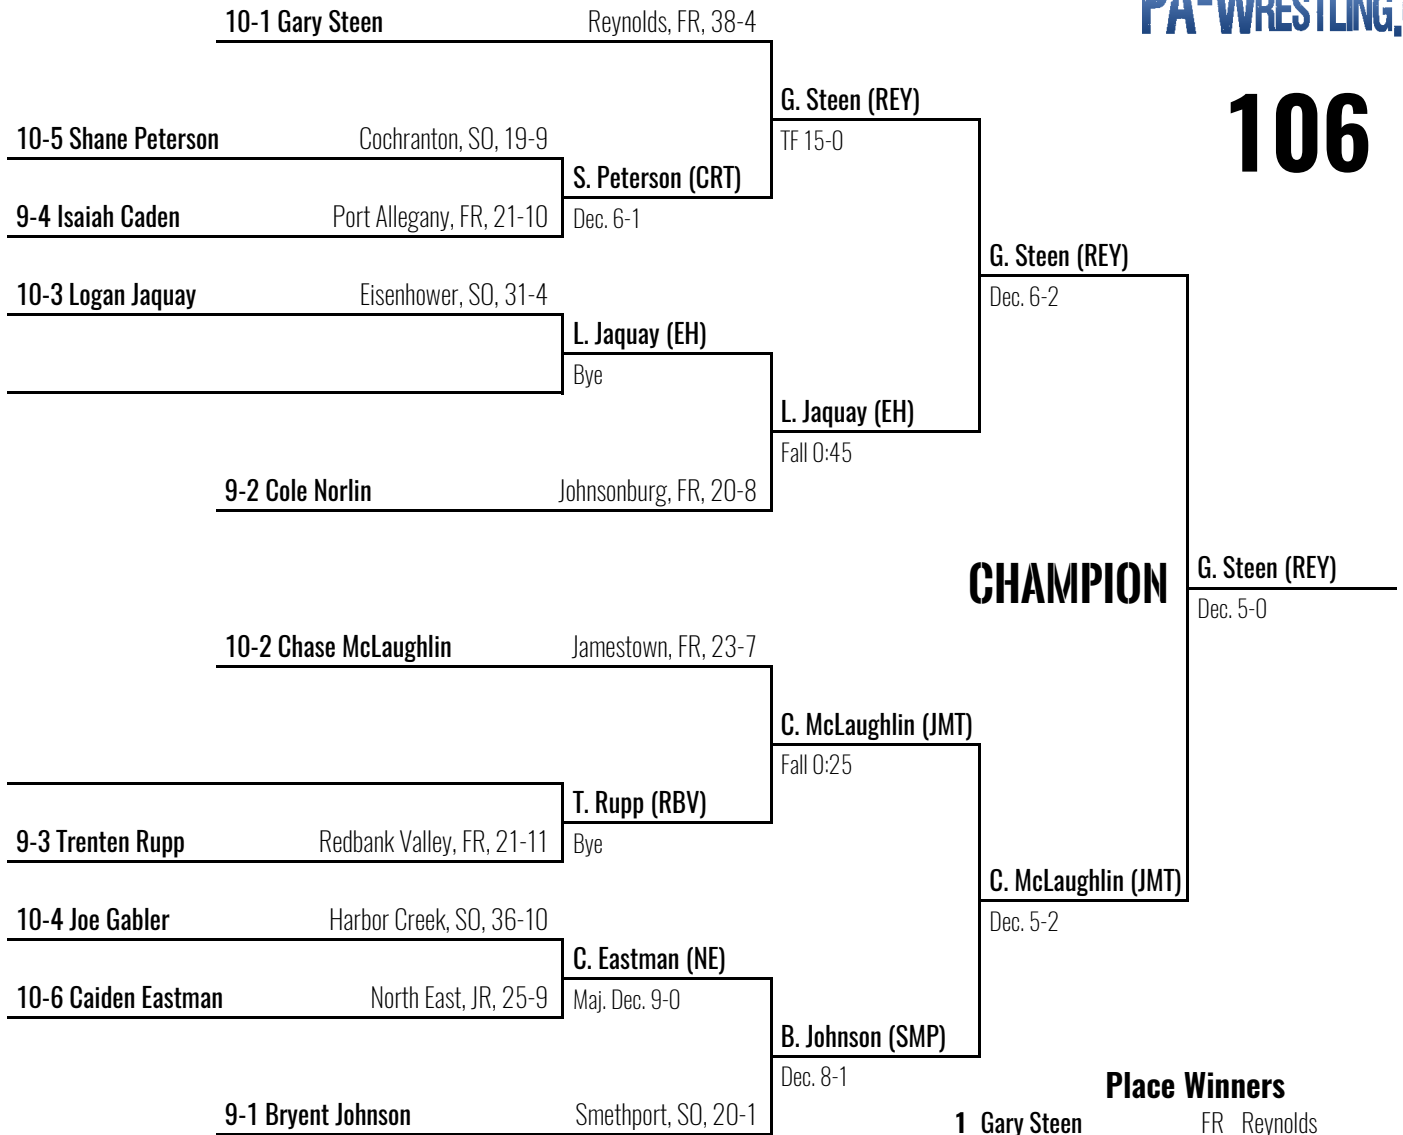 PA-WRESTLING.
106
10-1 Gary Steen Reynolds, FR, 38-4
G. Steen (REY)
TF 15-0
10-5 Shane Peterson Cochranton, SO, 19-9
S. Peterson (CRT)
Dec. 6-1
9-4 Isaiah Caden Port Allegany, FR, 21-10
G. Steen (REY)
Dec. 6-2
10-3 Logan Jaquay Eisenhower, SO, 31-4
L. Jaquay (EH)
Bye
L. Jaquay (EH)
Fall 0:45
9-2 Cole Norlin Johnsonburg, FR, 20-8
CHAMPION
G. Steen (REY)
Dec. 5-0
10-2 Chase McLaughlin Jamestown, FR, 23-7
C. McLaughlin (JMT)
Fall 0:25
T. Rupp (RBV)
Bye
9-3 Trenten Rupp Redbank Valley, FR, 21-11
C. McLaughlin (JMT)
Dec. 5-2
10-4 Joe Gabler Harbor Creek, SO, 36-10
C. Eastman (NE)
Maj. Dec. 9-0
10-6 Caiden Eastman North East, JR, 25-9
B. Johnson (SMP)
Dec. 8-1
9-1 Bryent Johnson Smethport, SO, 20-1
Place Winners
1 Gary Steen FR Reynolds